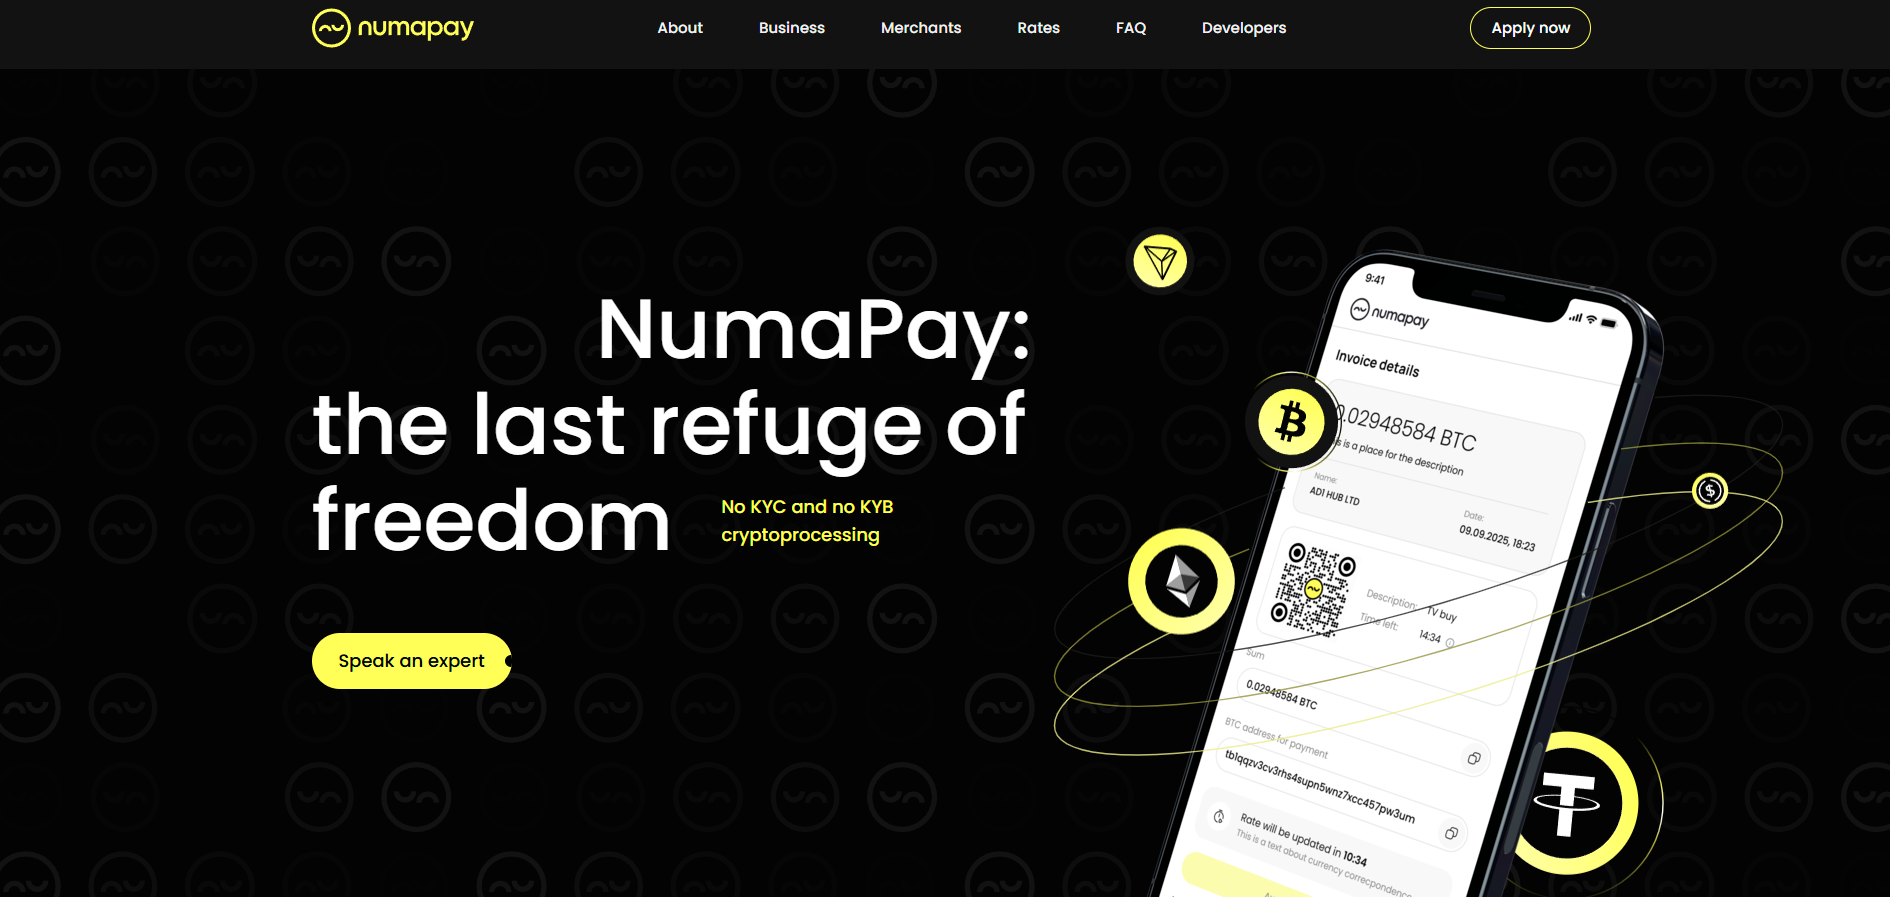 numapay
About
Business
Merchants
Rates
FAQ
Developers
Apply now
NumaPay:
the last refuge of
freedom
No KYC and no KYB
cryptoprocessing
Speak an expert
9:41
numapay
Invoice details
0.02948584 BTC
is a place for the description
Name:
AD1 HUB LTD
Date:
09.09.2025, 18:23
Description:
TV buy
Time left:
14:34
Sum
0.02948584 BTC
BTC address for payment
tb1qqzv3cv3rhs4supn5wnz7xcc457pw3um
Rate will be updated in 10:34
This is a text about currency correcpondence